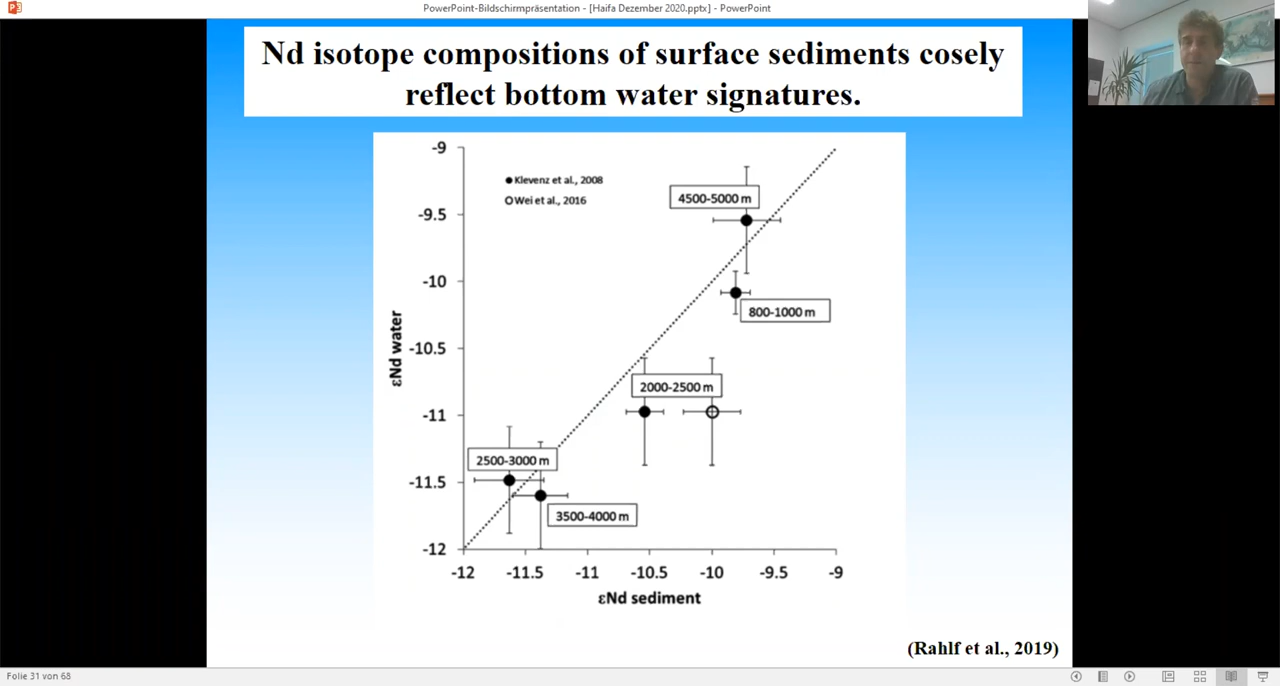 PowerPoint-Bildschirmpräsentation - [Haifa Dezember 2020.pptx] - PowerPoint
Nd isotope compositions of surface sediments cosely
reflect bottom water signatures.
-9
-9.5
-10
-10.5
-11
-11.5
-12
εNd water
Klevenz et al., 2008
Wei et al., 2016
4500-5000 m
800-1000 m
2000-2500 m
2500-3000 m
3500-4000 m
-12 -11.5 -11 -10.5 -10 -9.5 -9
εNd sediment
(Rahlf et al., 2019)
Folie 31 von 68